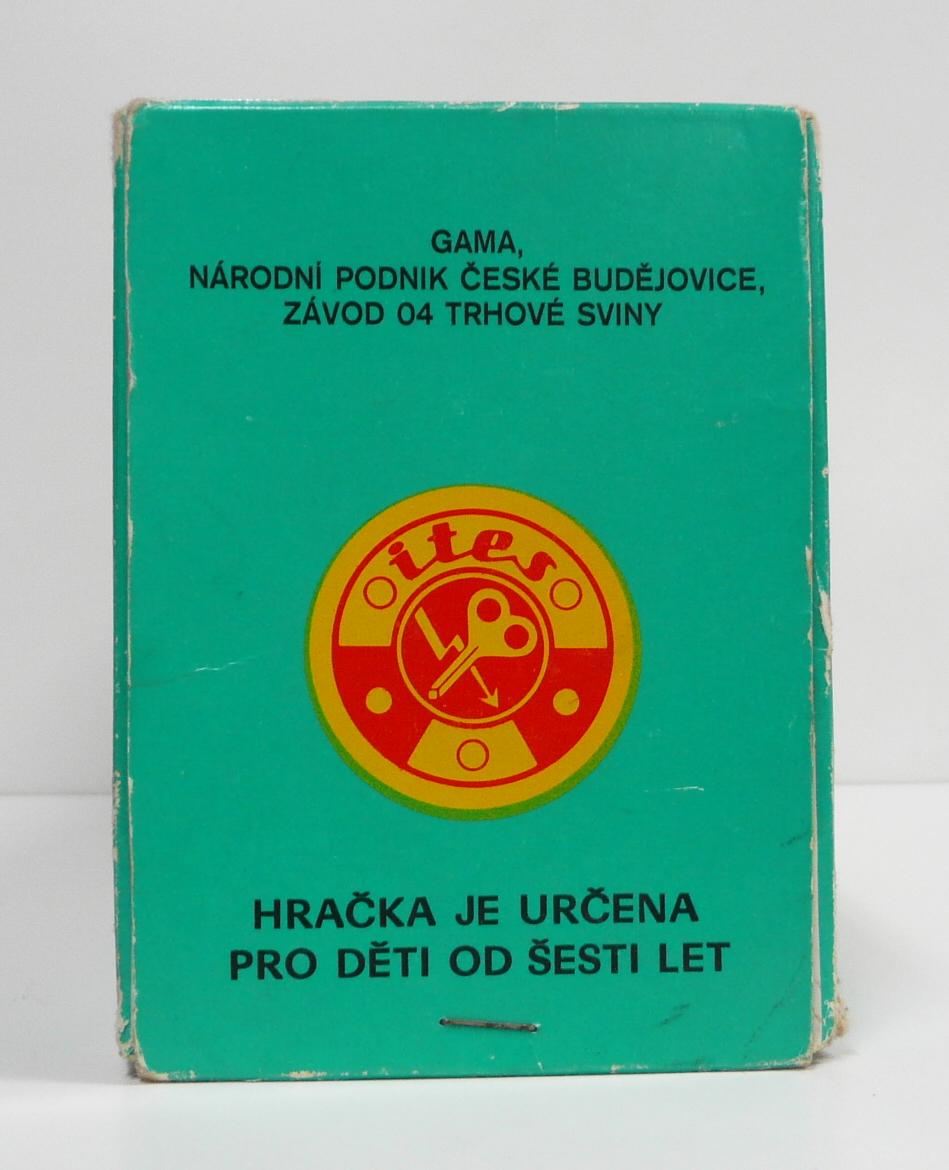 GAMA,
NÁRODNÍ PODNIK ČESKÉ BUDĚJOVICE,
ZÁVOD 04 TRHOVÉ SVINY
ites
HRAČKA JE URČENA
PRO DĚTI OD ŠESTI LET